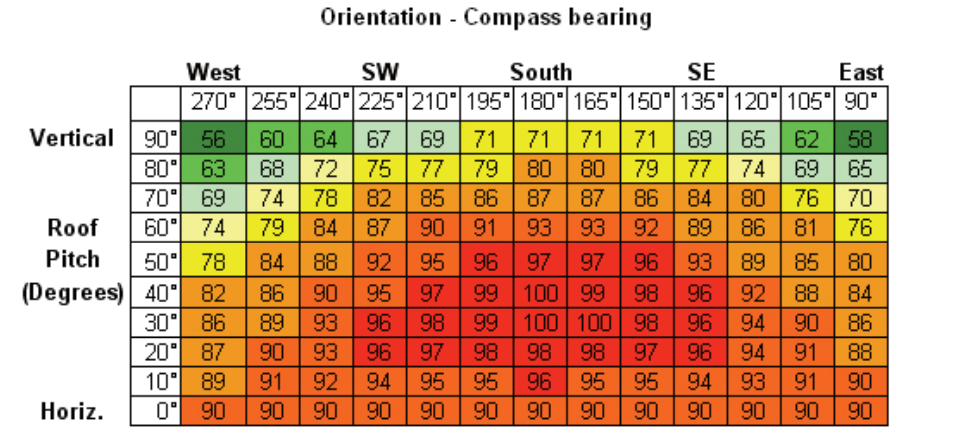 Orientation - Compass bearing
West SW South SE East
270° 255° 240° 225° 210° 195° 180° 165° 150° 135° 120° 105° 90°
Vertical 90° 56 60 64 67 69 71 71 71 71 69 65 62 58
80° 63 68 72 75 77 79 80 80 79 77 74 69 65
70° 69 74 78 82 85 86 87 87 86 84 80 76 70
Roof 60° 74 79 84 87 90 91 93 93 92 89 86 81 76
Pitch 50° 78 84 88 92 95 96 97 97 96 93 89 85 80
(Degrees) 40° 82 86 90 95 97 99 100 99 98 96 92 88 84
30° 86 89 93 96 98 99 100 100 98 96 94 90 86
20° 87 90 93 96 97 98 98 98 97 96 94 91 88
10° 89 91 92 94 95 95 96 95 95 94 93 91 90
Horiz. 0° 90 90 90 90 90 90 90 90 90 90 90 90 90